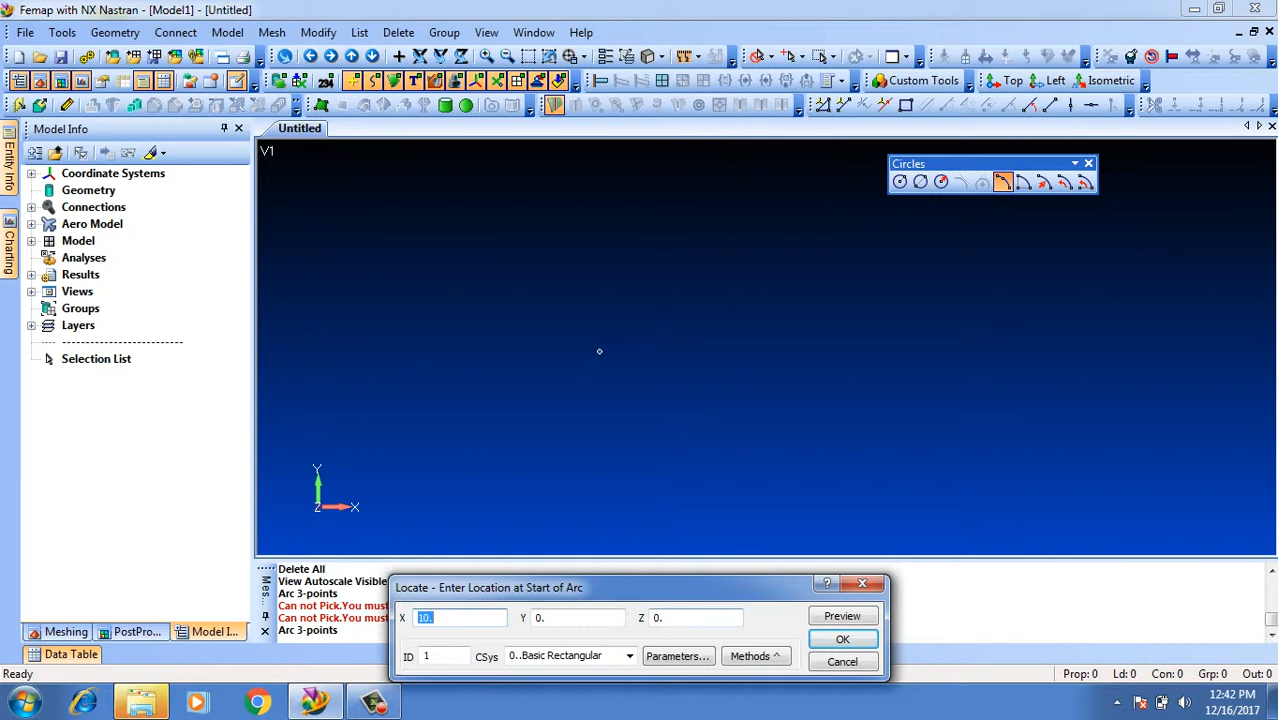 Femap with NX Nastran - [Model1] - [Untitled]
File Tools Geometry Connect Model Mesh Modify List Delete Group View Window Help
234
Custom Tools
Top
Left
Isometric
Model Info
Untitled
Entity Info
Charting
V1
Circles
Coordinate Systems
Geometry
Connections
Aero Model
Model
Analyses
Results
Views
Groups
Layers
Selection List
Y
Z
X
Delete All
View Autoscale Visible
Arc 3-points
Can not Pick.You must
Can not Pick.You must
Arc 3-points
Mes...
Locate - Enter Location at Start of Arc
X 10. Y 0. Z 0. Preview
OK
ID 1 CSys 0..Basic Rectangular Parameters... Methods ^ Cancel
Meshing PostPro... Model I...
Data Table
Ready
Prop: 0 Ld: 0 Con: 0 Grp: 0 Out: 0
12:42 PM
12/16/2017